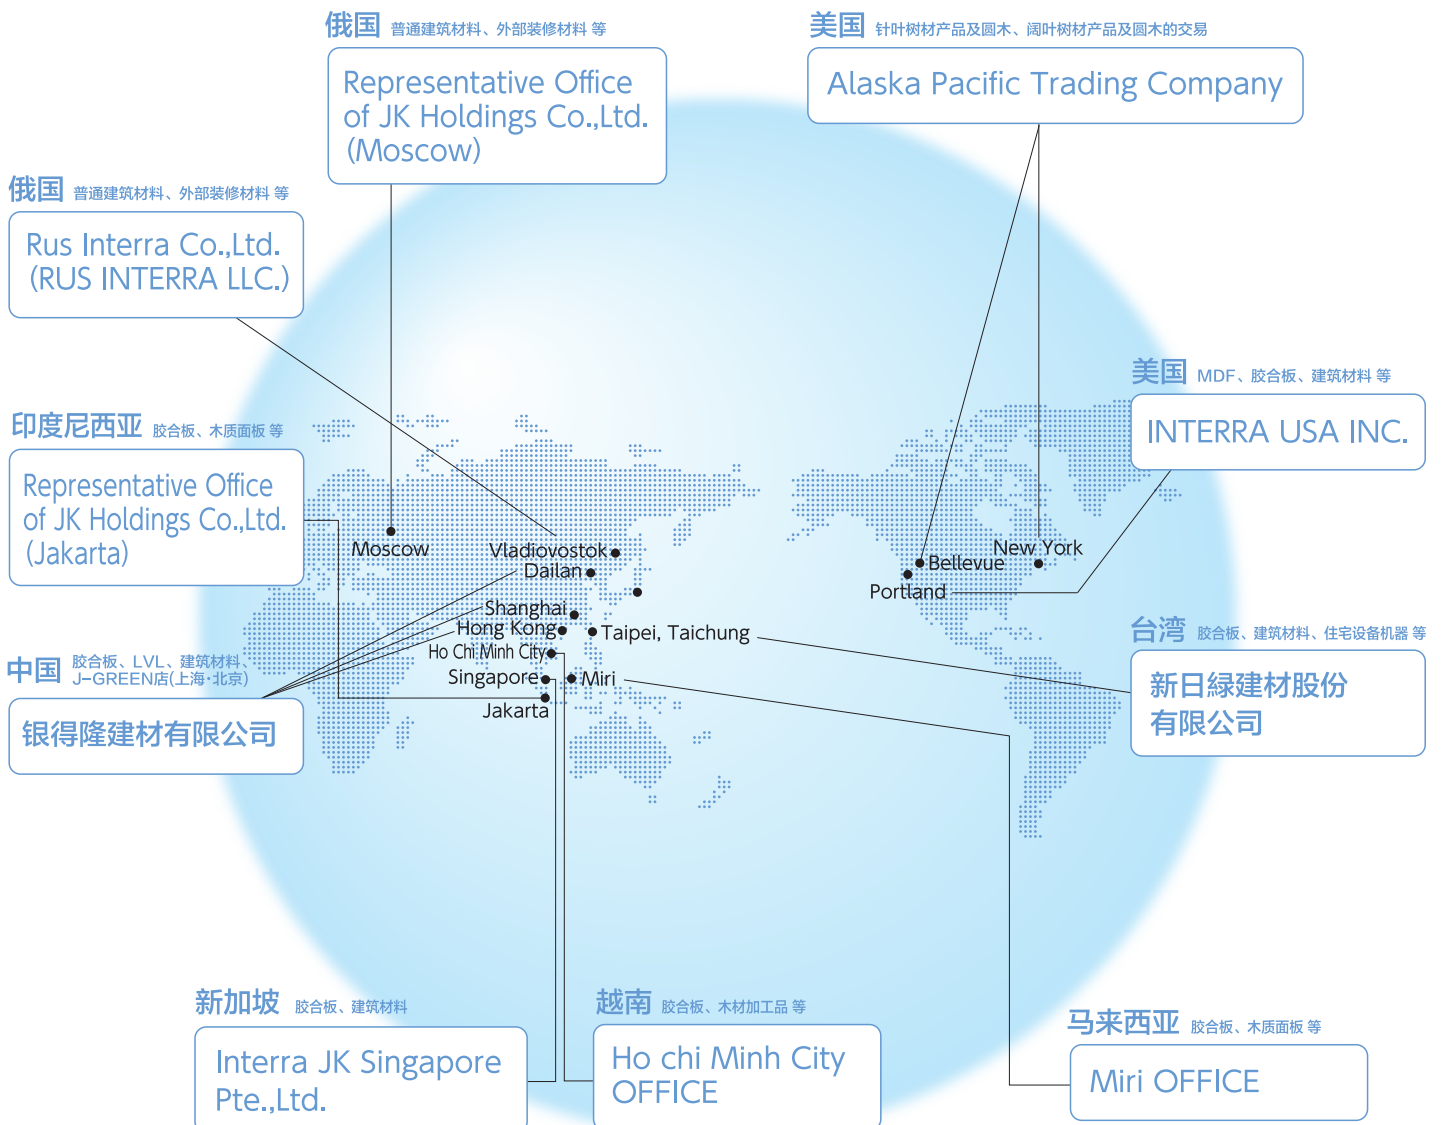 俄国 普通建筑材料、外部装修材料 等
Representative Office
of JK Holdings Co.,Ltd.
(Moscow)
美国 针叶树材产品及圆木、阔叶树材产品及圆木的交易
Alaska Pacific Trading Company
俄国 普通建筑材料、外部装修材料 等
Rus Interra Co.,Ltd.
(RUS INTERRA LLC.)
美国 MDF、胶合板、建筑材料 等
INTERRA USA INC.
印度尼西亚 胶合板、木质面板 等
Representative Office
of JK Holdings Co.,Ltd.
(Jakarta)
Moscow
Vladiovostok
Dailan
Shanghai
Hong Kong
Taipei, Taichung
Ho Chi Minh City
Singapore
Miri
Jakarta
New York
Bellevue
Portland
台湾 胶合板、建筑材料、住宅设备机器 等
新日緑建材股份
有限公司
中国 胶合板、LVL、建筑材料、
J-GREEN店(上海·北京)
银得隆建材有限公司
新加坡 胶合板、建筑材料
Interra JK Singapore
Pte.,Ltd.
越南 胶合板、木材加工品 等
Ho chi Minh City
OFFICE
马来西亚 胶合板、木质面板 等
Miri OFFICE